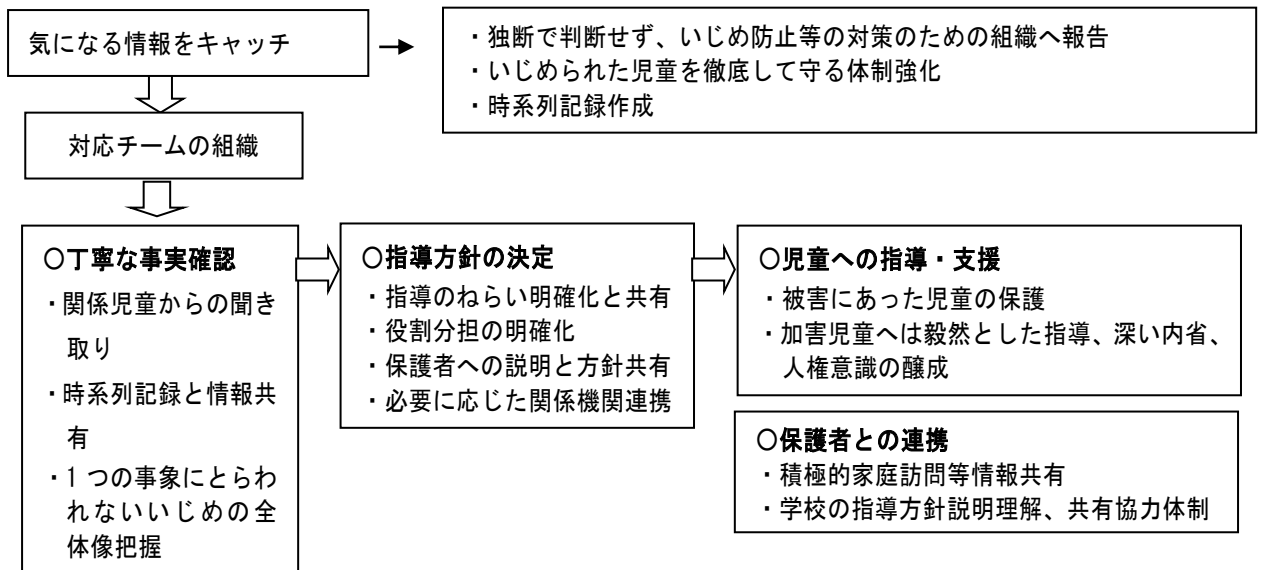 気になる情報をキャッチ
・独断で判断せず、いじめ防止等の対策のための組織へ報告
・いじめられた児童を徹底して守る体制強化
・時系列記録作成
対応チームの組織
〇丁寧な事実確認
・関係児童からの聞き
取り
・時系列記録と情報共
有
・1つの事象にとらわ
れないいじめの全
体像把握
〇指導方針の決定
・指導のねらい明確化と共有
・役割分担の明確化
・保護者への説明と方針共有
・必要に応じた関係機関連携
〇児童への指導・支援
・被害にあった児童の保護
・加害児童へは毅然とした指導、深い内省、
人権意識の醸成
〇保護者との連携
・積極的家庭訪問等情報共有
・学校の指導方針説明理解、共有協力体制